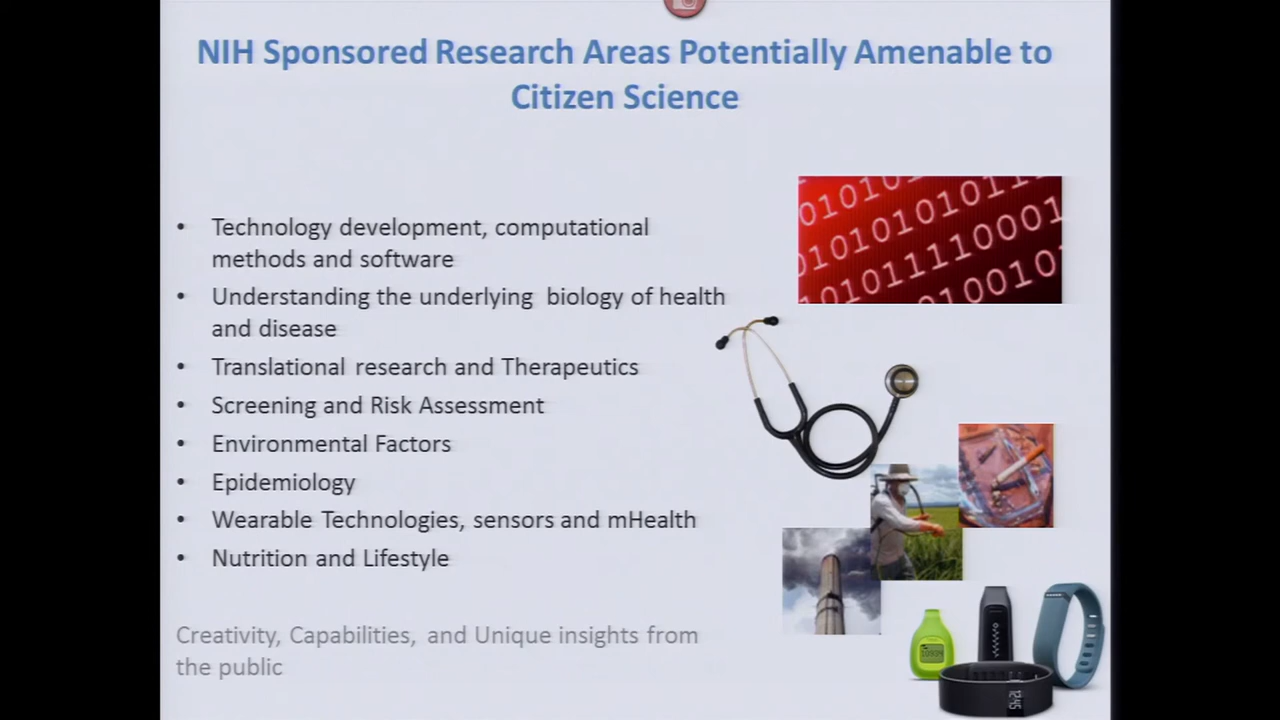 NIH Sponsored Research Areas Potentially Amenable to
Citizen Science
• Technology development, computational
methods and software
• Understanding the underlying biology of health
and disease
• Translational research and Therapeutics
• Screening and Risk Assessment
• Environmental Factors
• Epidemiology
• Wearable Technologies, sensors and mHealth
• Nutrition and Lifestyle
Creativity, Capabilities, and Unique insights from
the public
12:45